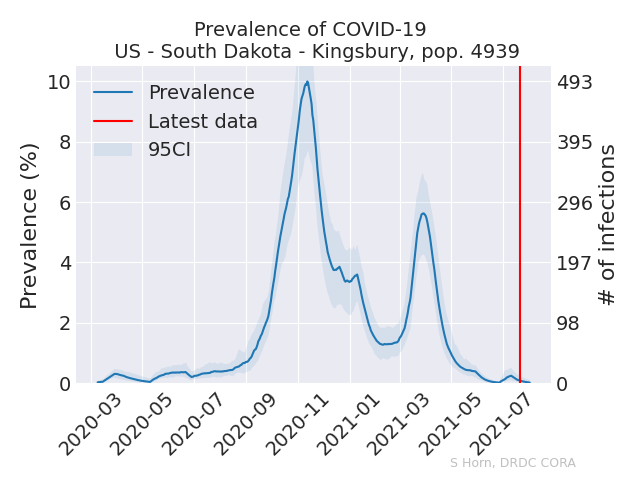 Prevalence of COVID-19
US - South Dakota - Kingsbury, pop. 4939
Prevalence (%)
10
8
6
4
2
0
Prevalence
Latest data
95CI
493
395
296
197
98
0
# of infections
2020-03
2020-05
2020-07
2020-09
2020-11
2021-01
2021-03
2021-05
2021-07
S Horn, DRDC CORA